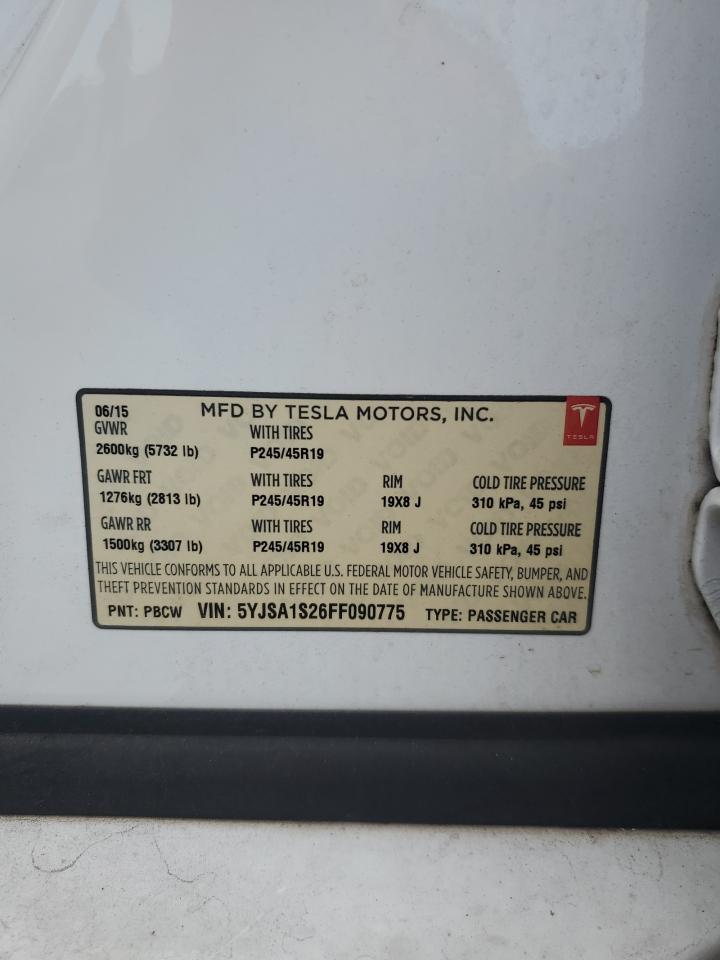 06/15 MFD BY TESLA MOTORS, INC.
TESLA
GVWR WITH TIRES
2600kg (5732 lb) P245/45R19
GAWR FRT WITH TIRES RIM COLD TIRE PRESSURE
1276kg (2813 lb) P245/45R19 19X8 J 310 kPa, 45 psi
GAWR RR WITH TIRES RIM COLD TIRE PRESSURE
1500kg (3307 lb) P245/45R19 19X8 J 310 kPa, 45 psi
THIS VEHICLE CONFORMS TO ALL APPLICABLE U.S. FEDERAL MOTOR VEHICLE SAFETY, BUMPER, AND
THEFT PREVENTION STANDARDS IN EFFECT ON THE DATE OF MANUFACTURE SHOWN ABOVE.
PNT: PBCW VIN: 5YJSA1S26FF090775 TYPE: PASSENGER CAR